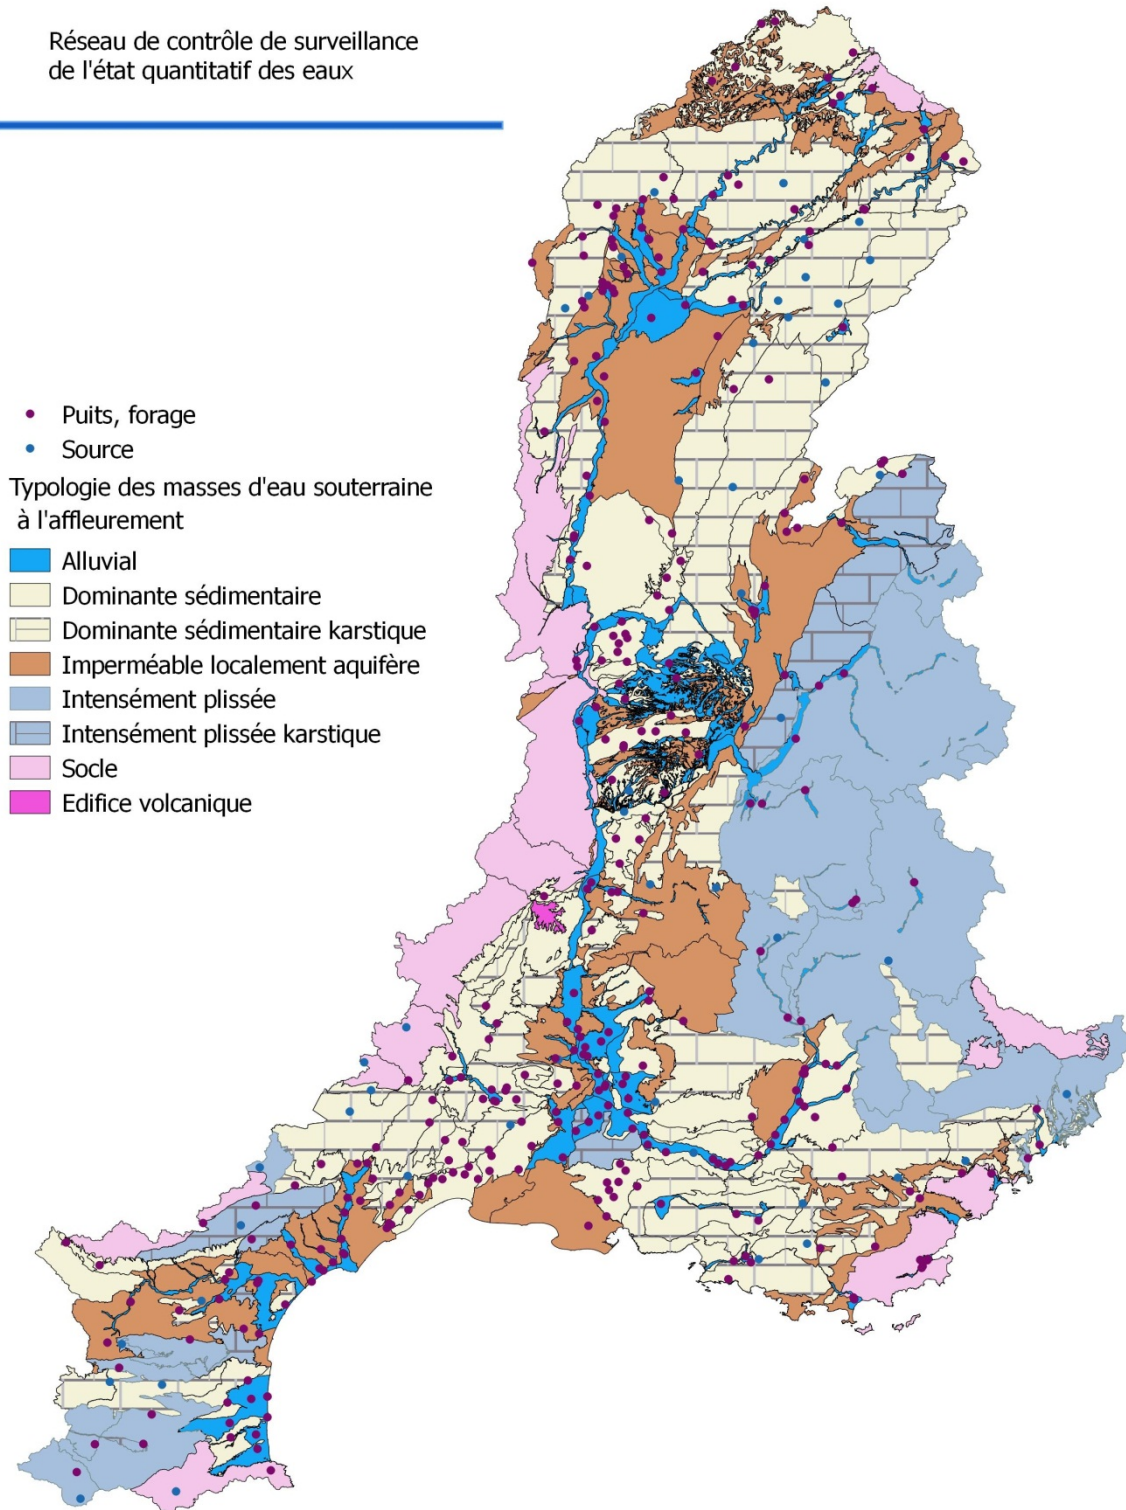 Réseau de contrôle de surveillance
de l'état quantitatif des eaux
Puits, forage
Source
Typologie des masses d'eau souterraine
à l'affleurement
Alluvial
Dominante sédimentaire
Dominante sédimentaire karstique
Imperméable localement aquifère
Intensément plissée
Intensément plissée karstique
Socle
Edifice volcanique